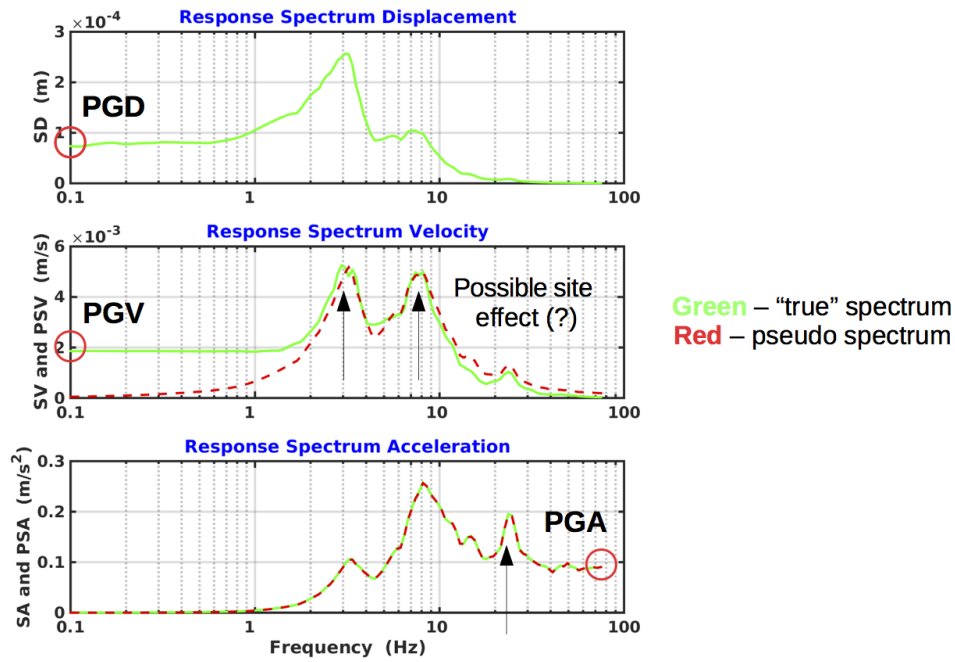 Response Spectrum Displacement
×10⁻⁴
3
2
1
0
SD (m)
PGD
0.1 1 10 100
Response Spectrum Velocity
×10⁻³
6
4
2
0
SV and PSV (m/s)
PGV
Possible site
effect (?)
0.1 1 10 100
Green – “true” spectrum
Red – pseudo spectrum
Response Spectrum Acceleration
0.3
0.2
0.1
0
SA and PSA (m/s²)
PGA
0.1 1 10 100
Frequency (Hz)